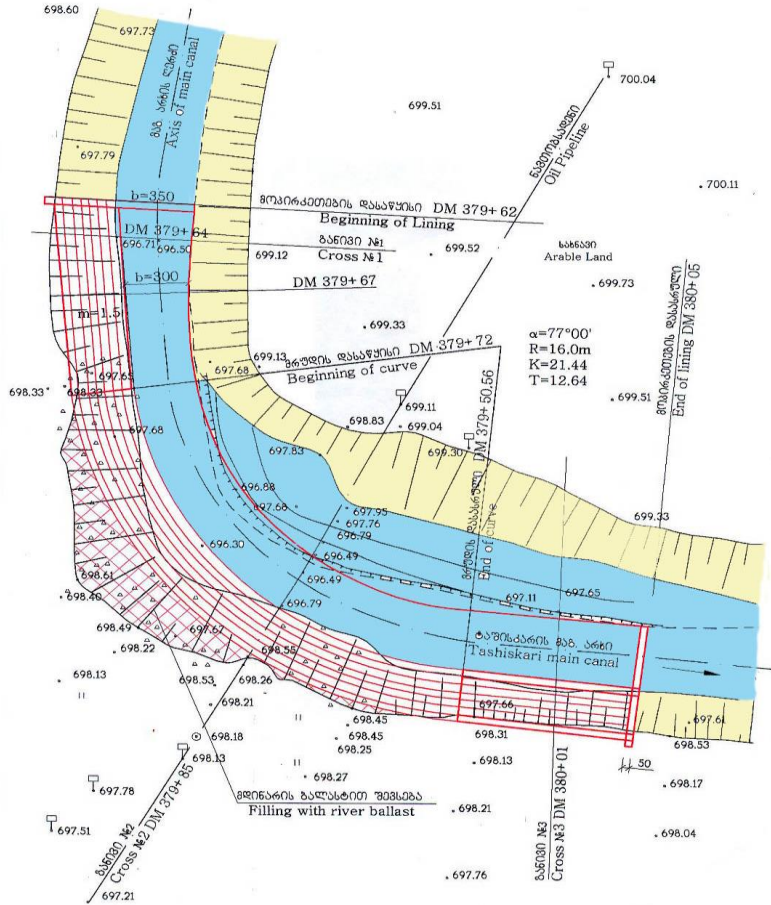 698.60
697.73
მაგ. არხის ღერძი
Axis of main canal
700.04
ნავთობსადენი
Oil Pipeline
699.51
697.79
700.11
b=350
მოპირკეთების დასაწყისი DM 379+62
Beginning of Lining
DM 379+64
696.71
696.50
განივი №1
Cross №1
699.12
699.52
სახნავი
Arable Land
b=300
DM 379+67
699.73
m=1.5
699.33
α=77°00'
R=16.0m
K=21.44
T=12.64
მოპირკეთების დასასრული
End of lining DM 380+05
697.68
699.13
მრუდის დასაწყისი DM 379+72
Beginning of curve
697.65
698.33
698.33
699.11
699.51
698.83
699.04
697.68
699.30
697.83
მრუდის დასასრული DM 379+50.56
End of curve
696.88
697.68
697.95
697.76
696.79
699.33
696.30
696.49
696.49
697.65
697.11
698.61
698.40
696.79
698.49
697.67
698.22
698.55
ტაშისკარის მაგ. არხი
Tashiskari main canal
698.13
698.53
698.26
698.21
697.66
698.45
697.61
698.18
698.45
698.31
698.53
698.13
698.25
698.13
50
698.27
698.17
697.78
მდინარის ბალასტით შევსება
Filling with river ballast
698.21
697.51
698.04
განივი №2
Cross №2 DM 379+85
განივი №3
Cross №3 DM 380+01
697.76
697.21